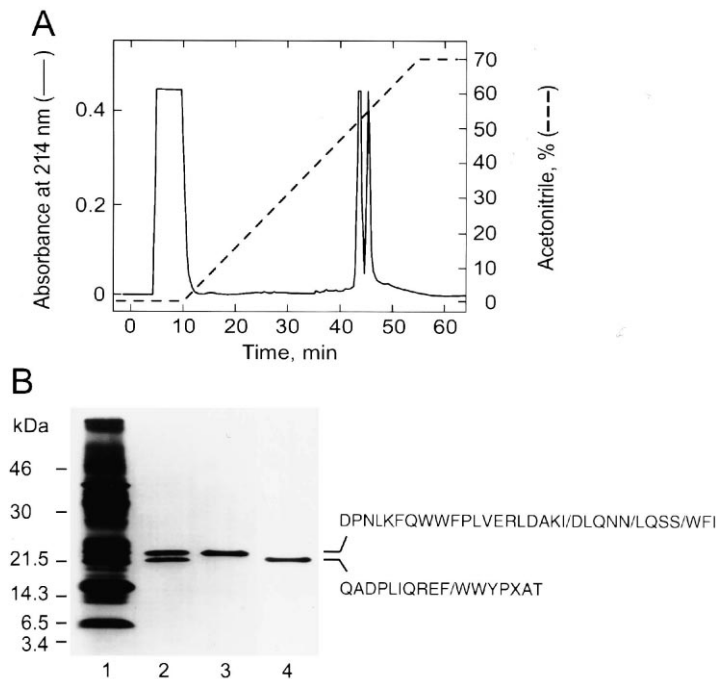 A
Absorbance at 214 nm (—)
0.4
0.2
0
70
60
50
40
30
20
10
0
Acetonitrile, % (---)
0 10 20 30 40 50 60
Time, min
B
kDa
46
30
21.5
14.3
6.5
3.4
1 2 3 4
DPNLKFQWWFPLVERLDAKI/DLQNN/LQSS/WFI
QADPLIQREF/WWYPXAT